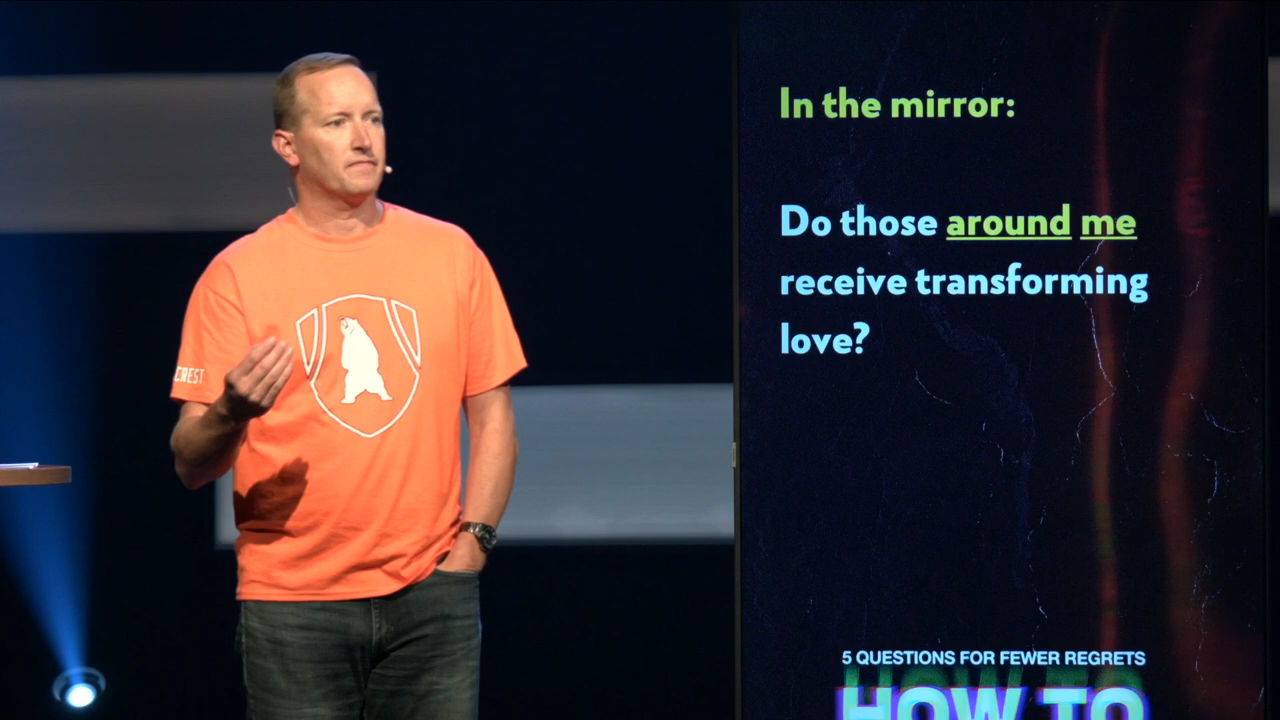 In the mirror:
Do those around me
receive transforming
love?
CREST
5 QUESTIONS FOR FEWER REGRETS
HOW TO